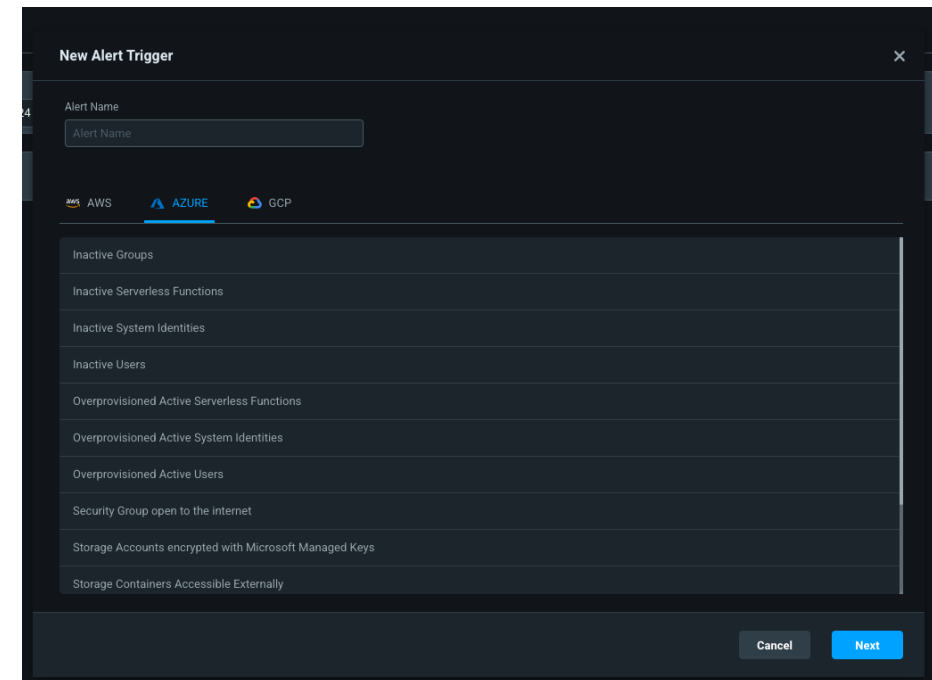 New Alert Trigger
24
Alert Name
Alert Name
aws AWS AZURE GCP
Inactive Groups
Inactive Serverless Functions
Inactive System Identities
Inactive Users
Overprovisioned Active Serverless Functions
Overprovisioned Active System Identities
Overprovisioned Active Users
Security Group open to the internet
Storage Accounts encrypted with Microsoft Managed Keys
Storage Containers Accessible Externally
Cancel Next